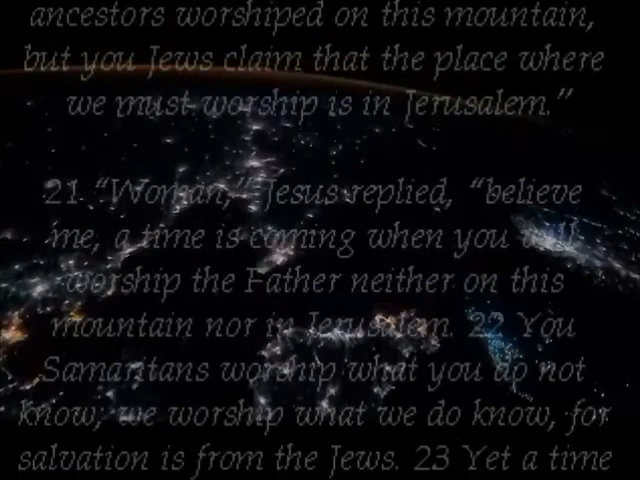 ancestors worshiped on this mountain,
but you Jews claim that the place where
we must worship is in Jerusalem.”
21 “Woman,” Jesus replied, “believe
me, a time is coming when you will
worship the Father neither on this
mountain nor in Jerusalem. 22 You
Samaritans worship what you do not
know; we worship what we do know, for
salvation is from the Jews. 23 Yet a time